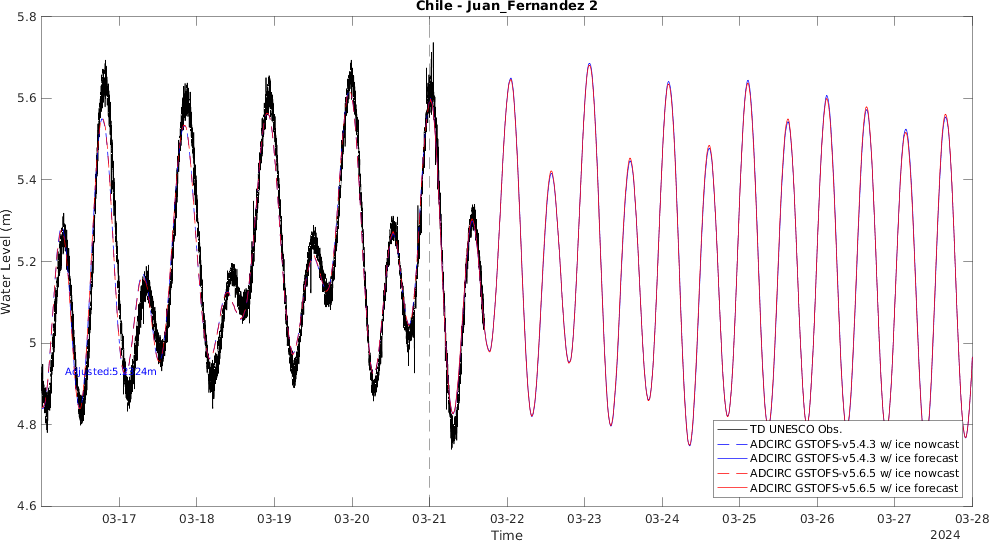 Chile - Juan_Fernandez 2
Water Level (m)
5.8
5.6
5.4
5.2
5
4.8
4.6
TD UNESCO Obs.
ADCIRC GSTOFS-v5.4.3 w/ ice nowcast
ADCIRC GSTOFS-v5.4.3 w/ ice forecast
ADCIRC GSTOFS-v5.6.5 w/ ice nowcast
ADCIRC GSTOFS-v5.6.5 w/ ice forecast
03-17 03-18 03-19 03-20 03-21 03-22 03-23 03-24 03-25 03-26 03-27 03-28
Time
2024